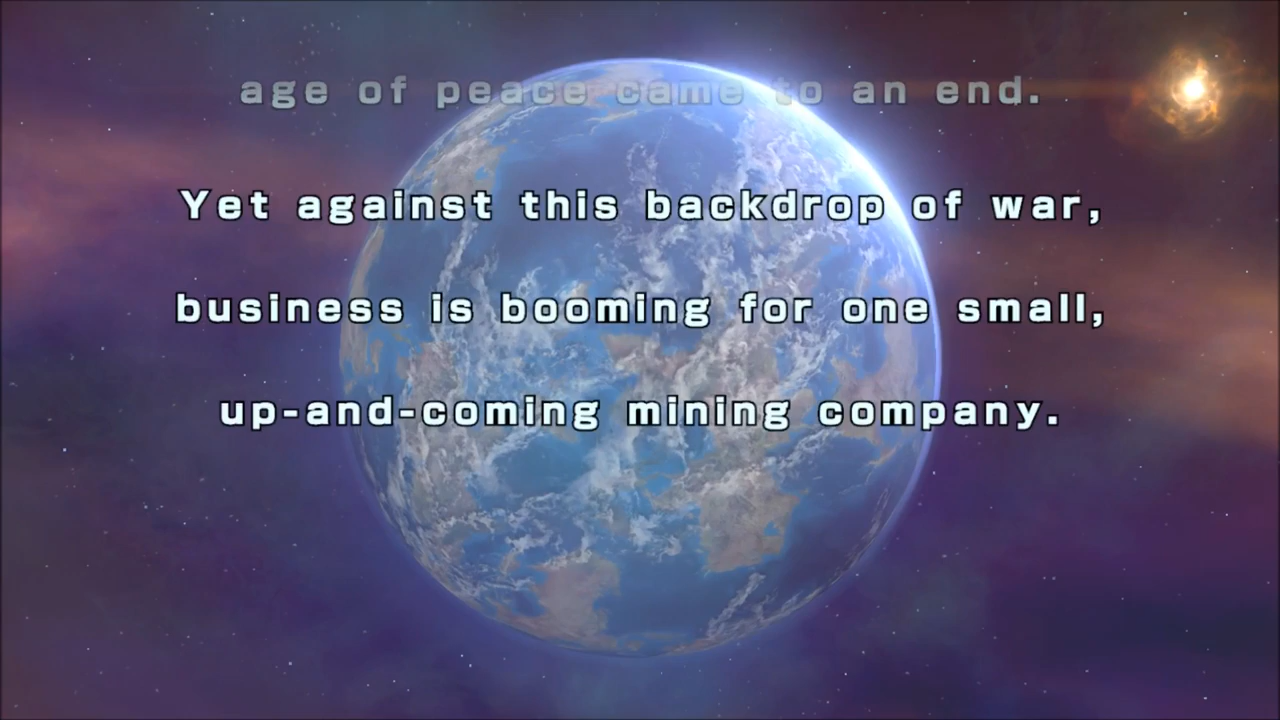 age of peace came to an end.
Yet against this backdrop of war,
business is booming for one small,
up-and-coming mining company.